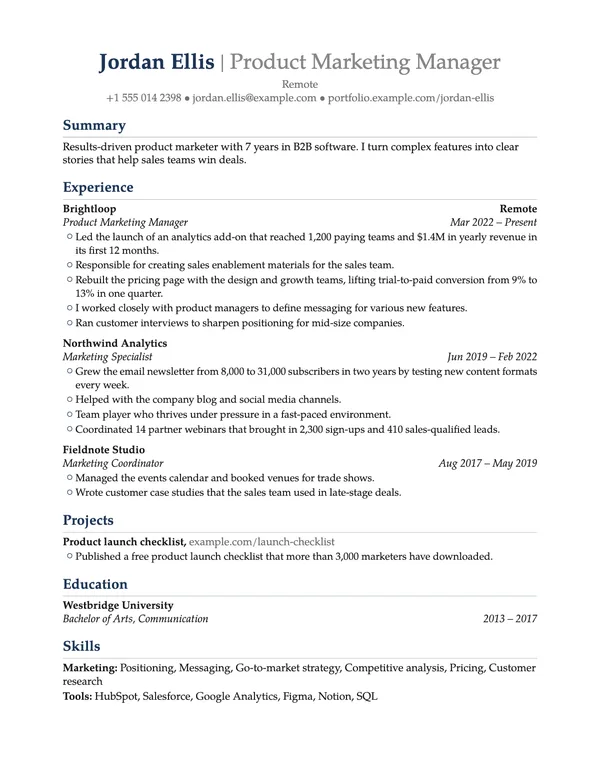 Jordan Ellis | Product Marketing Manager
Remote
+1 555 014 2398 ● jordan.ellis@example.com ● portfolio.example.com/jordan-ellis
Summary
Results-driven product marketer with 7 years in B2B software. I turn complex features into clear
stories that help sales teams win deals.
Experience
Brightloop Remote
Product Marketing Manager Mar 2022 – Present
○ Led the launch of an analytics add-on that reached 1,200 paying teams and $1.4M in yearly revenue in
its first 12 months.
○ Responsible for creating sales enablement materials for the sales team.
○ Rebuilt the pricing page with the design and growth teams, lifting trial-to-paid conversion from 9% to
13% in one quarter.
○ I worked closely with product managers to define messaging for various new features.
○ Ran customer interviews to sharpen positioning for mid-size companies.
Northwind Analytics
Marketing Specialist Jun 2019 – Feb 2022
○ Grew the email newsletter from 8,000 to 31,000 subscribers in two years by testing new content formats
every week.
○ Helped with the company blog and social media channels.
○ Team player who thrives under pressure in a fast-paced environment.
○ Coordinated 14 partner webinars that brought in 2,300 sign-ups and 410 sales-qualified leads.
Fieldnote Studio
Marketing Coordinator Aug 2017 – May 2019
○ Managed the events calendar and booked venues for trade shows.
○ Wrote customer case studies that the sales team used in late-stage deals.
Projects
Product launch checklist, example.com/launch-checklist
○ Published a free product launch checklist that more than 3,000 marketers have downloaded.
Education
Westbridge University
Bachelor of Arts, Communication 2013 – 2017
Skills
Marketing: Positioning, Messaging, Go-to-market strategy, Competitive analysis, Pricing, Customer
research
Tools: HubSpot, Salesforce, Google Analytics, Figma, Notion, SQL